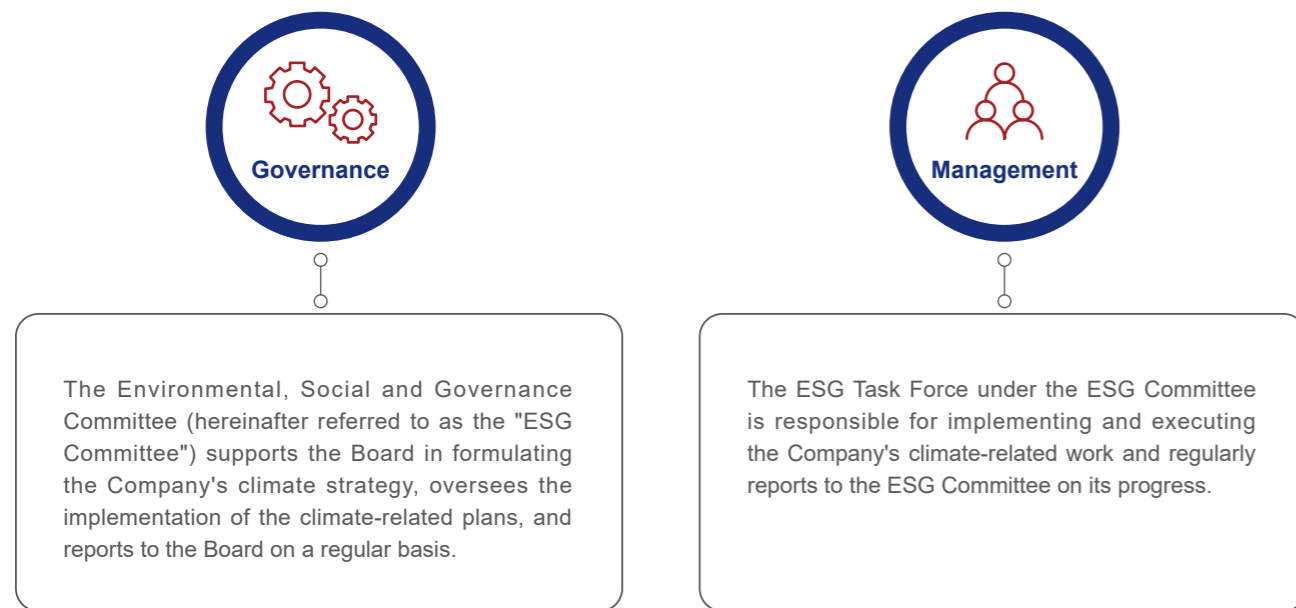 Governance
The Environmental, Social and Governance
Committee (hereinafter referred to as the "ESG
Committee") supports the Board in formulating
the Company's climate strategy, oversees the
implementation of the climate-related plans, and
reports to the Board on a regular basis.
Management
The ESG Task Force under the ESG Committee
is responsible for implementing and executing
the Company's climate-related work and regularly
reports to the ESG Committee on its progress.